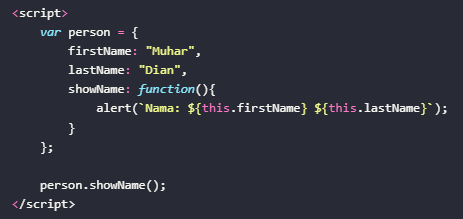 <script>
    var person = {
        firstName: "Muhar",
        lastName: "Dian",
        showName: function(){
            alert(`Nama: ${this.firstName} ${this.lastName}`);
        }
    };

    person.showName();
</script>